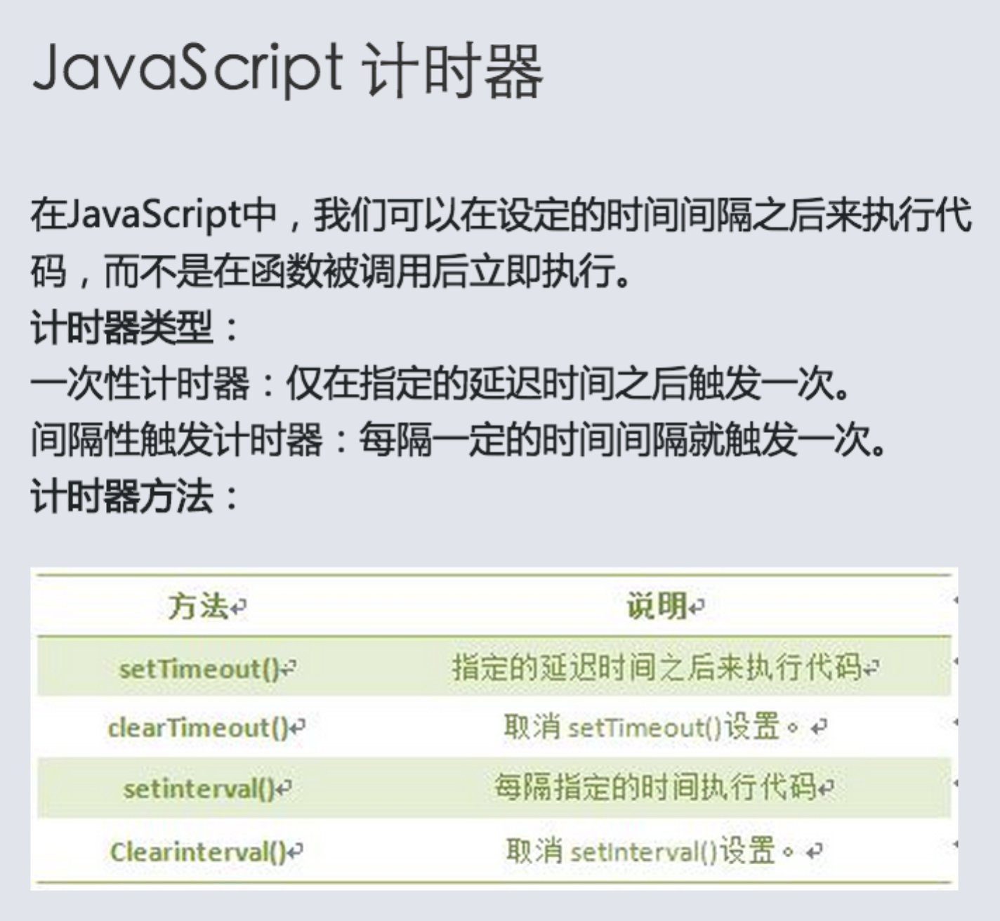 JavaScript 计时器
在JavaScript中，我们可以在设定的时间间隔之后来执行代
码，而不是在函数被调用后立即执行。
计时器类型：
一次性计时器：仅在指定的延迟时间之后触发一次。
间隔性触发计时器：每隔一定的时间间隔就触发一次。
计时器方法：
方法↵ 说明↵
setTimeout()↵ 指定的延迟时间之后来执行代码↵
clearTimeout()↵ 取消 setTimeout()设置。↵
setinterval()↵ 每隔指定的时间执行代码↵
Clearinterval()↵ 取消 setInterval()设置。↵